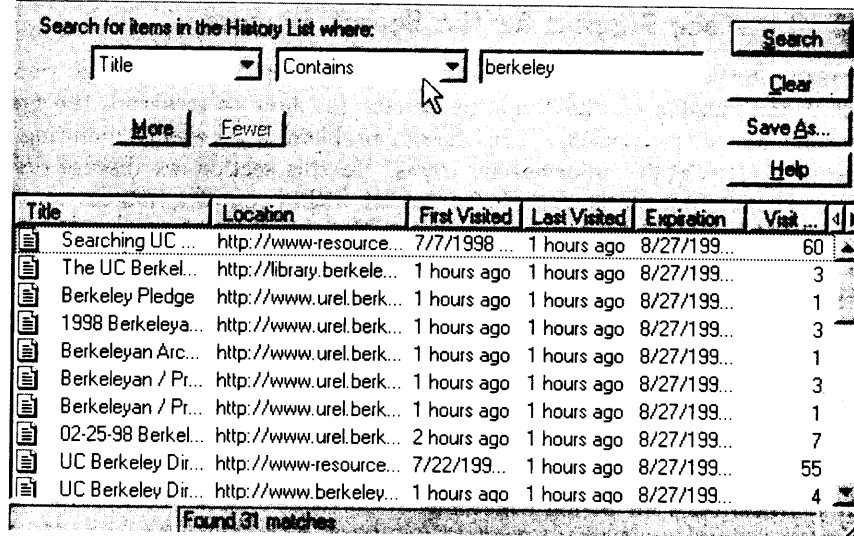 Search for items in the History List where:
Search
Title Contains berkeley
Clear
More Fewer
Save As...
Help
Title Location First Visited Last Visited Expiration Visit ...
Searching UC ... http://www-resource... 7/7/1998 ... 1 hours ago 8/27/199... 60
The UC Berkel... http://library.berkele... 1 hours ago 1 hours ago 8/27/199... 3
Berkeley Pledge http://www.urel.berk... 1 hours ago 1 hours ago 8/27/199... 1
1998 Berkeleya... http://www.urel.berk... 1 hours ago 1 hours ago 8/27/199... 3
Berkeleyan Arc... http://www.urel.berk... 1 hours ago 1 hours ago 8/27/199... 1
Berkeleyan / Pr... http://www.urel.berk... 1 hours ago 1 hours ago 8/27/199... 3
Berkeleyan / Pr... http://www.urel.berk... 1 hours ago 1 hours ago 8/27/199... 1
02-25-98 Berkel... http://www.urel.berk... 2 hours ago 1 hours ago 8/27/199... 7
UC Berkeley Dir... http://www-resource... 7/22/199... 1 hours ago 8/27/199... 55
UC Berkeley Dir... http://www.berkeley... 1 hours ago 1 hours ago 8/27/199... 4
Found 31 matches